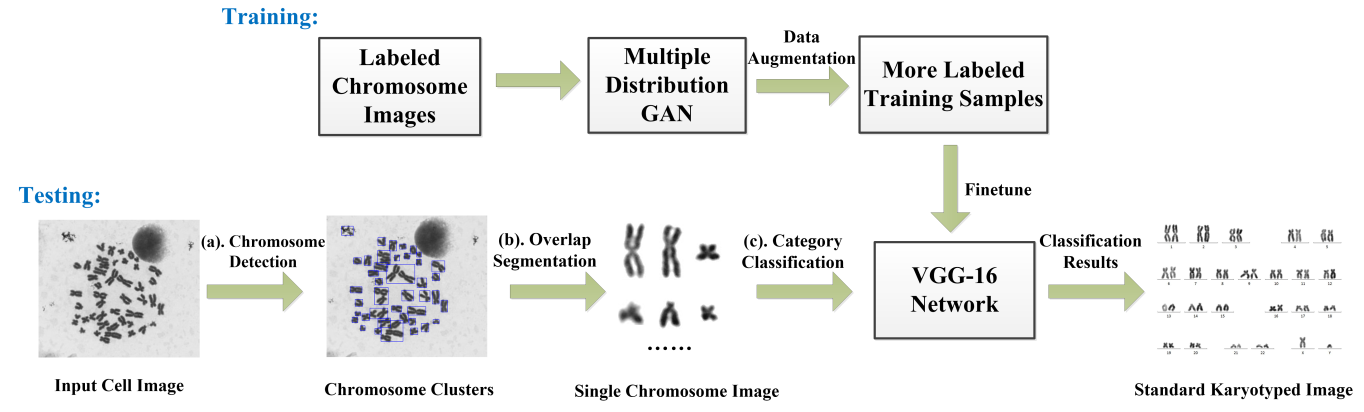 Training:
Labeled
Chromosome
Images
Multiple
Distribution
GAN
Data
Augmentation
More Labeled
Training Samples
Finetune
Testing:
(a). Chromosome
Detection
(b). Overlap
Segmentation
(c). Category
Classification
VGG-16
Network
Classification
Results
......
Input Cell Image
Chromosome Clusters
Single Chromosome Image
Standard Karyotyped Image